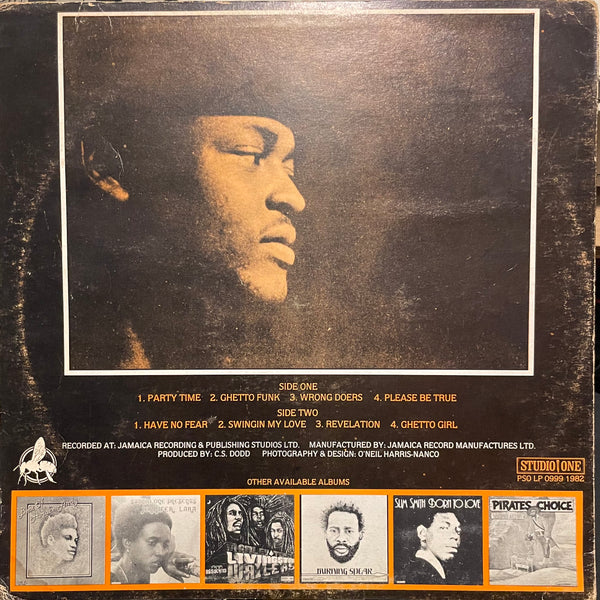 SIDE ONE
1. PARTY TIME 2. GHETTO FUNK 3. WRONG DOERS 4. PLEASE BE TRUE
SIDE TWO
1. HAVE NO FEAR 2. SWINGIN MY LOVE 3. REVELATION 4. GHETTO GIRL
RECORDED AT: JAMAICA RECORDING & PUBLISHING STUDIOS LTD. MANUFACTURED BY: JAMAICA RECORD MANUFACTURES LTD.
PRODUCED BY: C.S. DODD PHOTOGRAPHY & DESIGN: O'NEIL HARRIS-NANCO
STUDIO ONE
PSO LP 0999 1982
OTHER AVAILABLE ALBUMS
BURNING SPEAR
SLIM SMITH BORN TO LOVE
PIRATES CHOICE